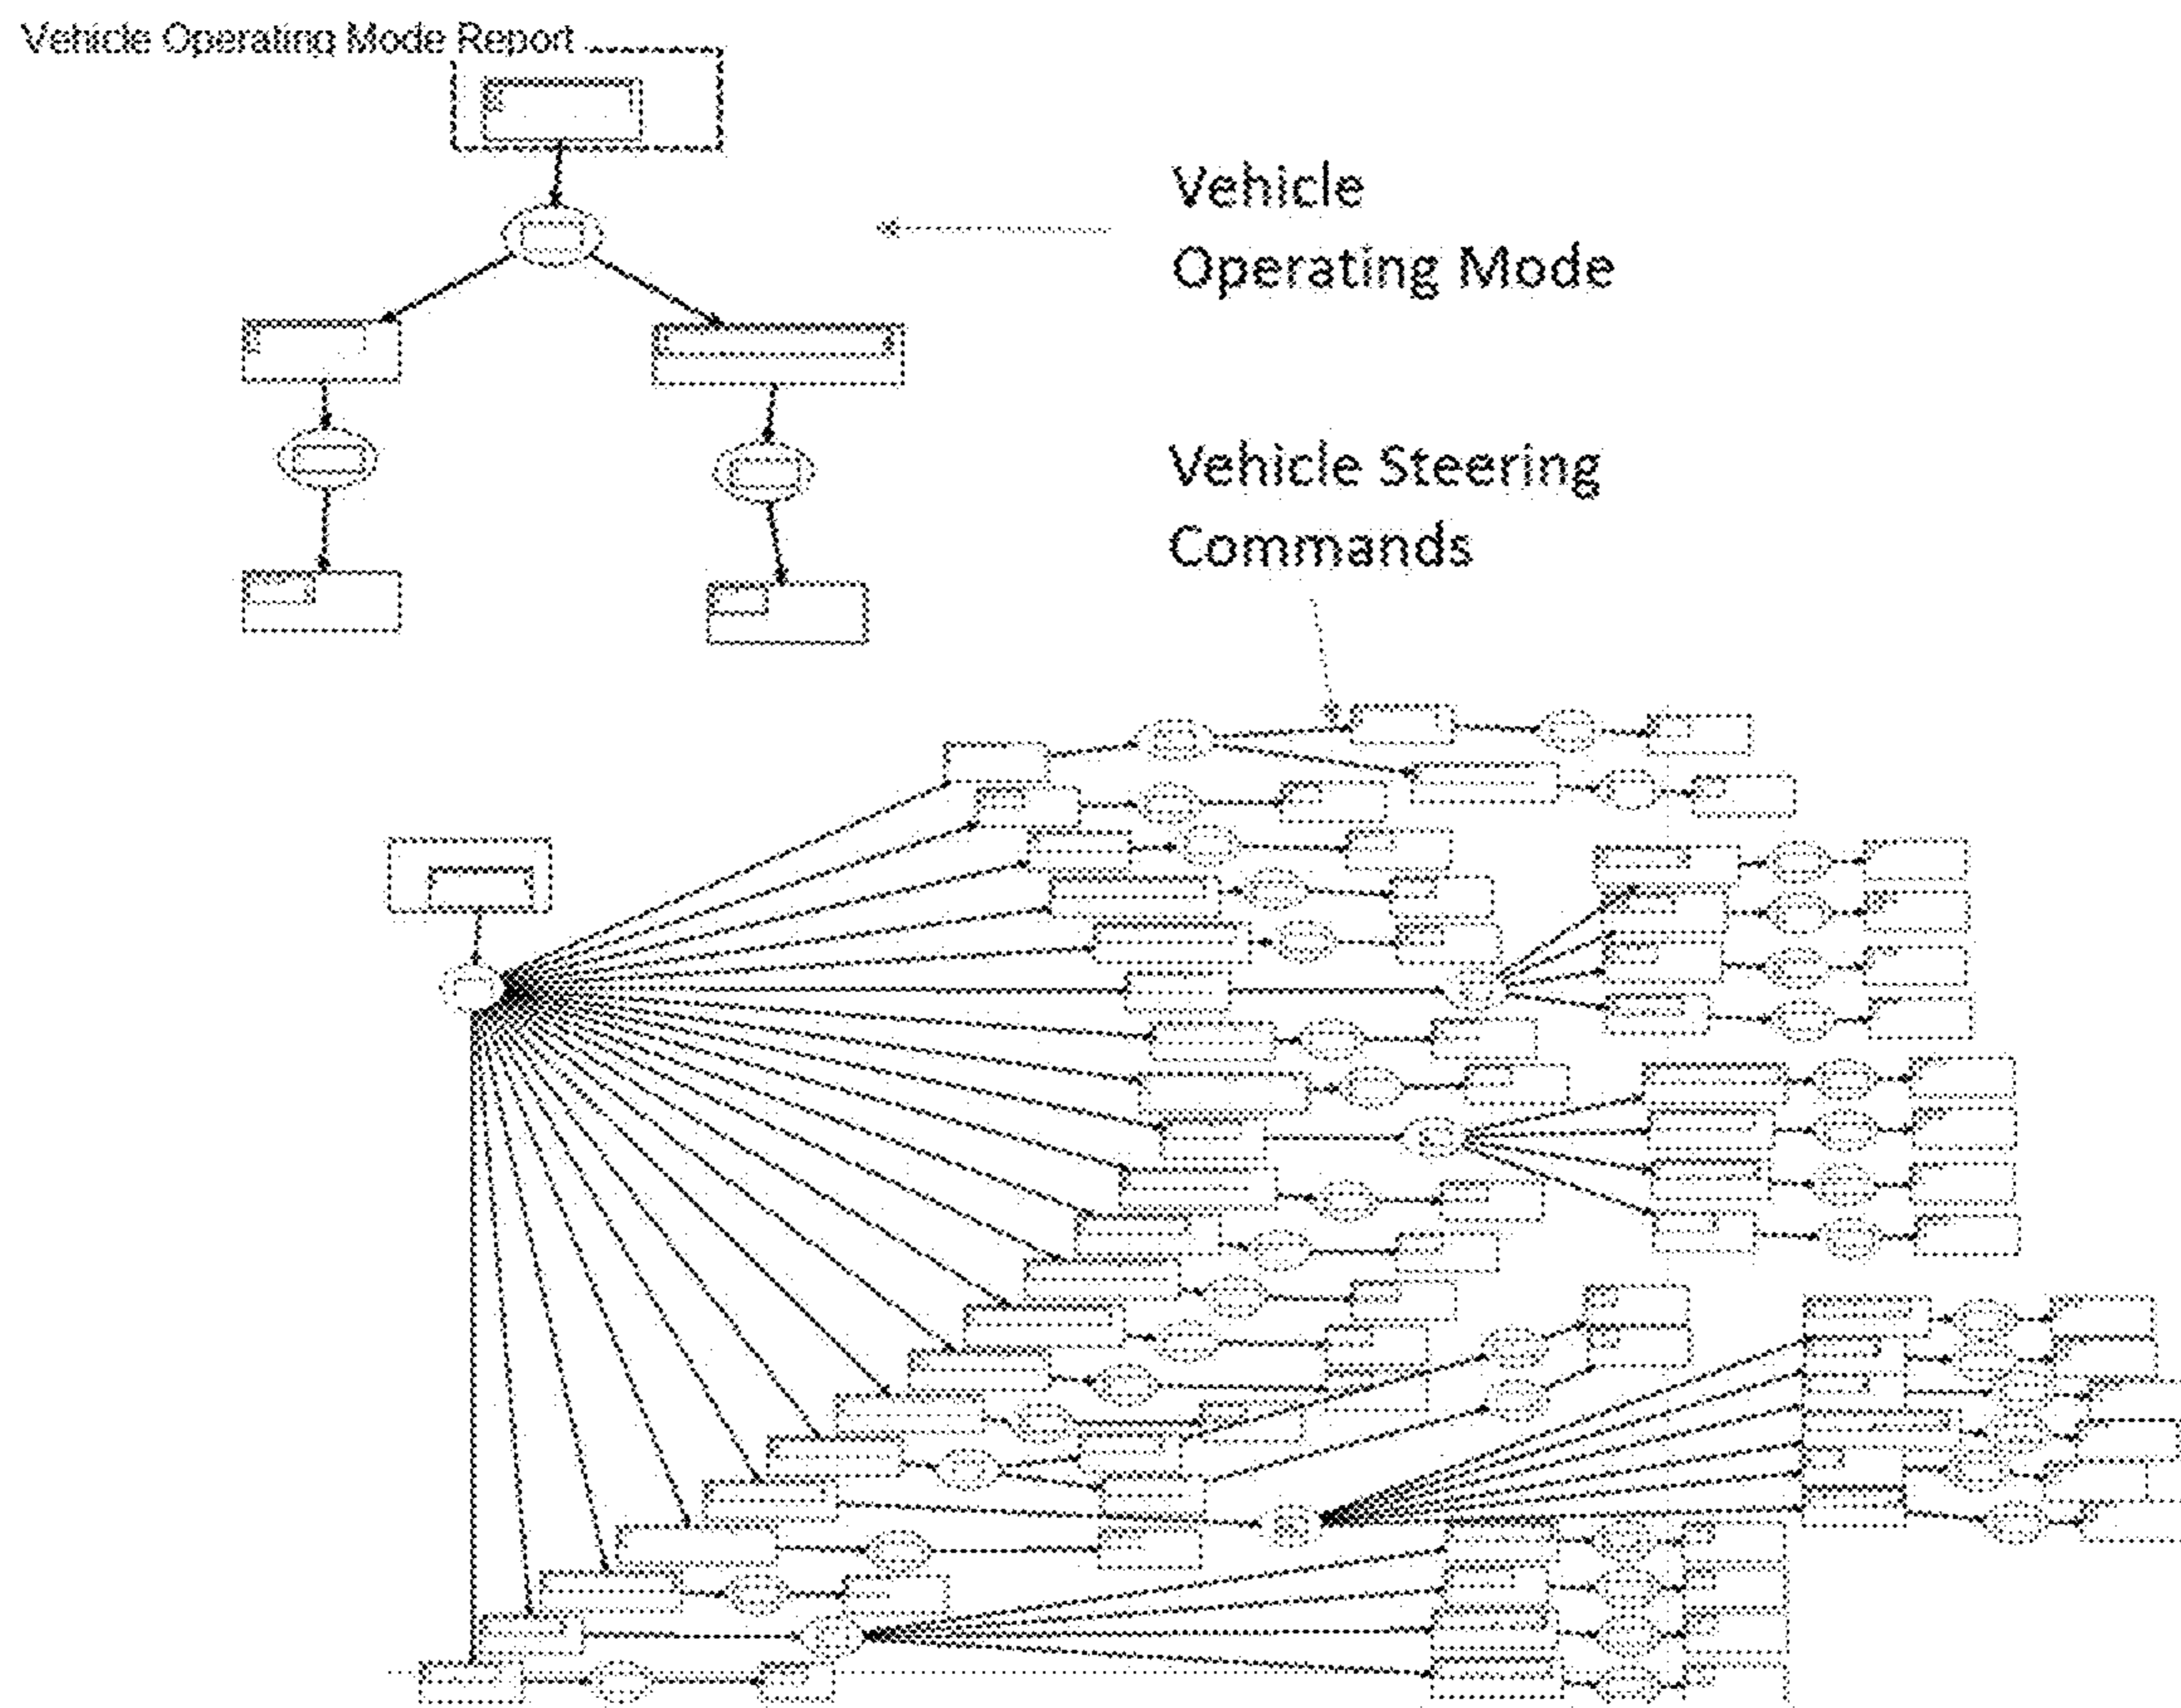 Vehicle Operating Mode Report
Vehicle
Operating Mode
Vehicle Steering
Commands